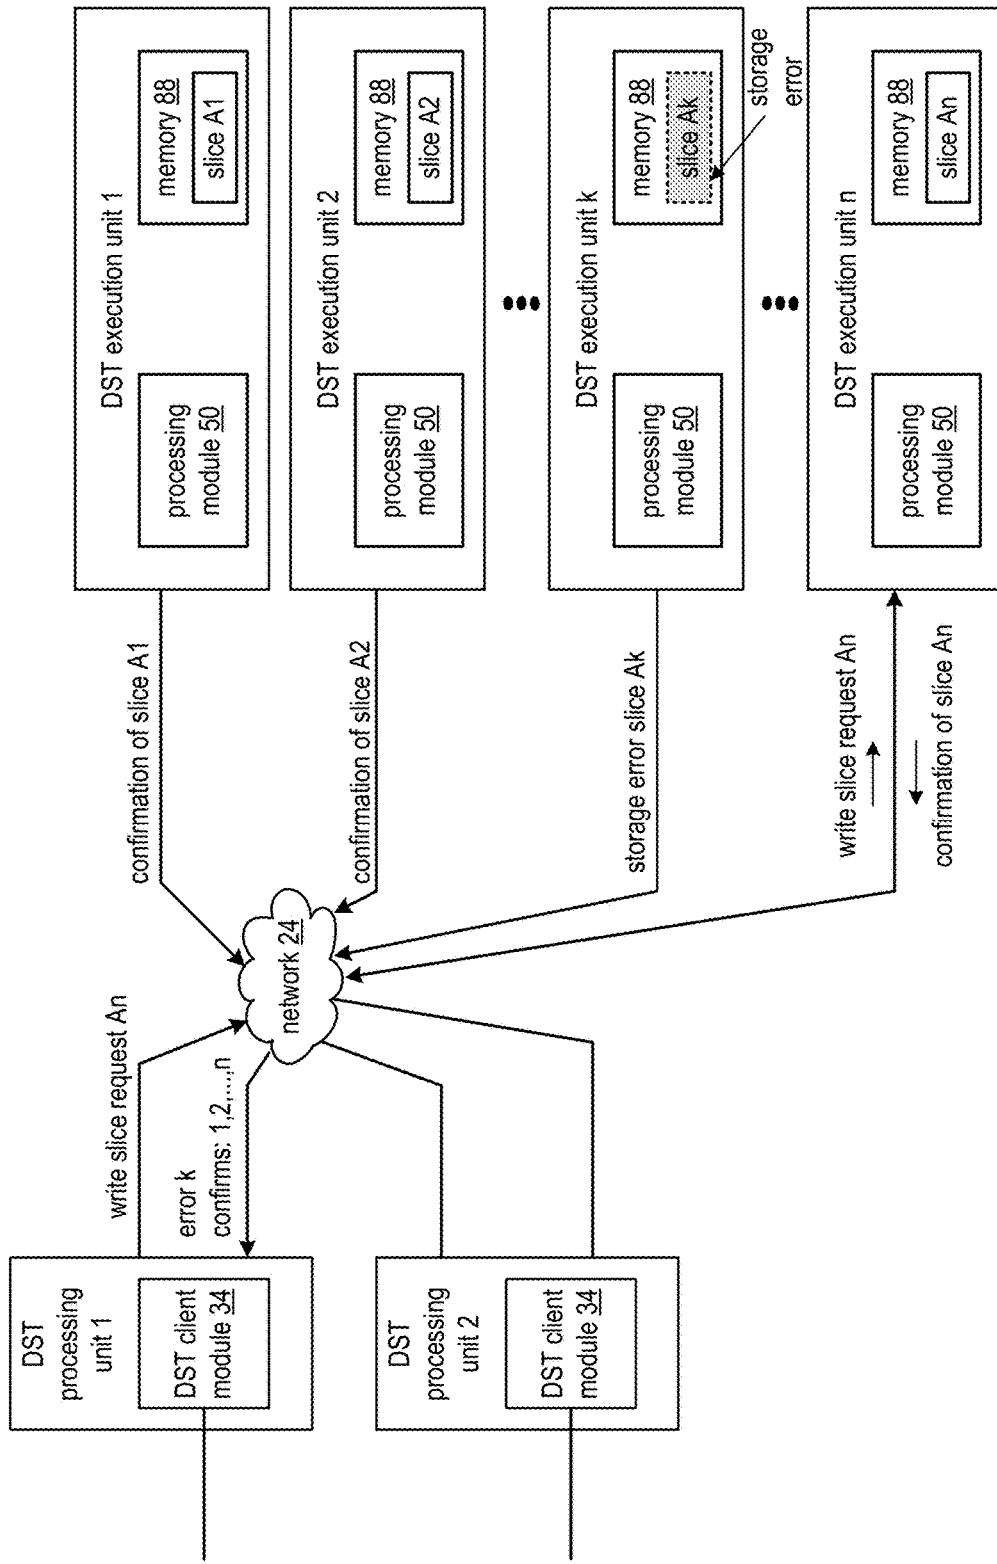 DST
processing
unit 1
DST client
module 34
write slice request An
error k
confirms: 1,2,...,n
DST
processing
unit 2
DST client
module 34
network 24
confirmation of slice A1
confirmation of slice A2
storage error slice Ak
write slice request An
confirmation of slice An
DST execution unit 1
processing
module 50
memory 88
slice A1
DST execution unit 2
processing
module 50
memory 88
slice A2
DST execution unit k
processing
module 50
memory 88
slice Ak
storage
error
DST execution unit n
processing
module 50
memory 88
slice An